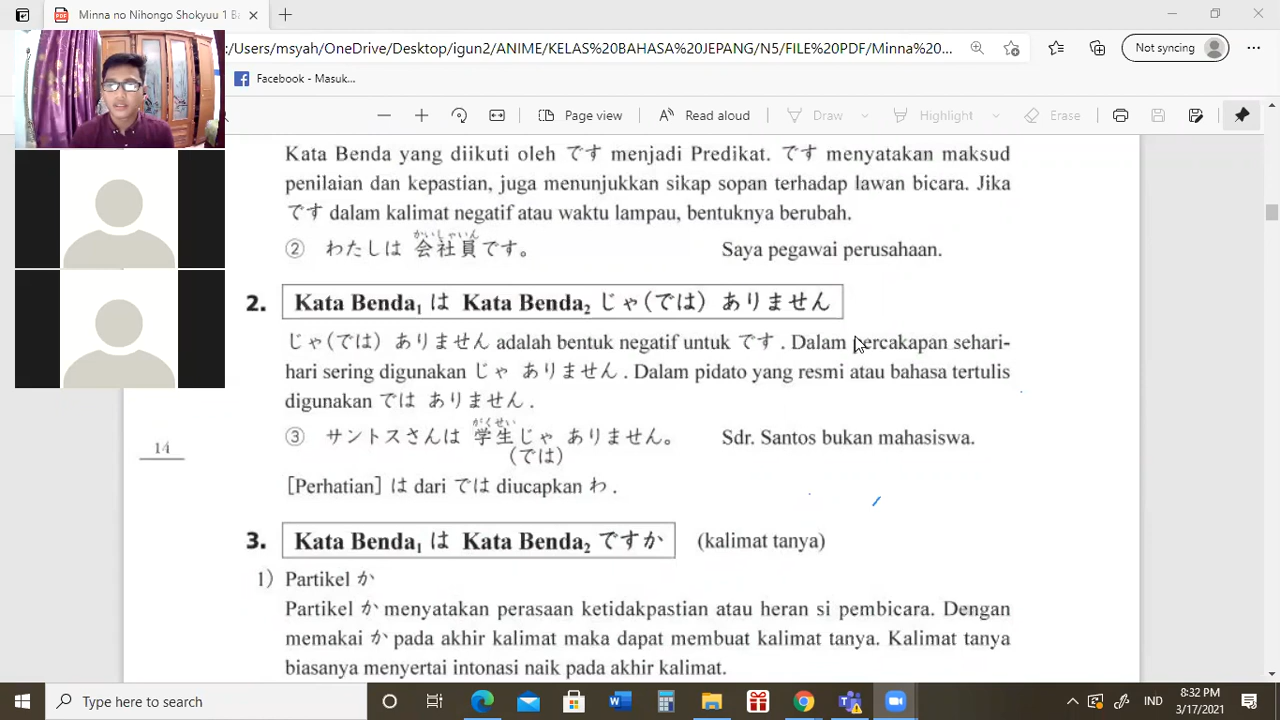 Minna no Nihongo Shokyuu 1 Ba
:/Users/msyah/OneDrive/Desktop/igun2/ANIME/KELAS%20BAHASA%20JEPANG/N5/FILE%20PDF/Minna%20...
Not syncing
Facebook - Masuk...
Page view
Read aloud
Draw
Highlight
Erase
Kata Benda yang diikuti oleh です menjadi Predikat. です menyatakan maksud
penilaian dan kepastian, juga menunjukkan sikap sopan terhadap lawan bicara. Jika
です dalam kalimat negatif atau waktu lampau, bentuknya berubah.
かいしゃいん
② わたしは 会社員です。 Saya pegawai perusahaan.
2. Kata Benda₁ は Kata Benda₂ じゃ(では) ありません
じゃ(では) ありません adalah bentuk negatif untuk です . Dalam percakapan sehari-
hari sering digunakan じゃ ありません . Dalam pidato yang resmi atau bahasa tertulis
digunakan では ありません .
がくせい
③ サントスさんは 学生じゃ ありません。 Sdr. Santos bukan mahasiswa.
(では)
14
[Perhatian] は dari では diucapkan わ .
3. Kata Benda₁ は Kata Benda₂ ですか (kalimat tanya)
1) Partikel か
Partikel か menyatakan perasaan ketidakpastian atau heran si pembicara. Dengan
memakai か pada akhir kalimat maka dapat membuat kalimat tanya. Kalimat tanya
biasanya menyertai intonasi naik pada akhir kalimat.
Type here to search
IND
8:32 PM
3/17/2021